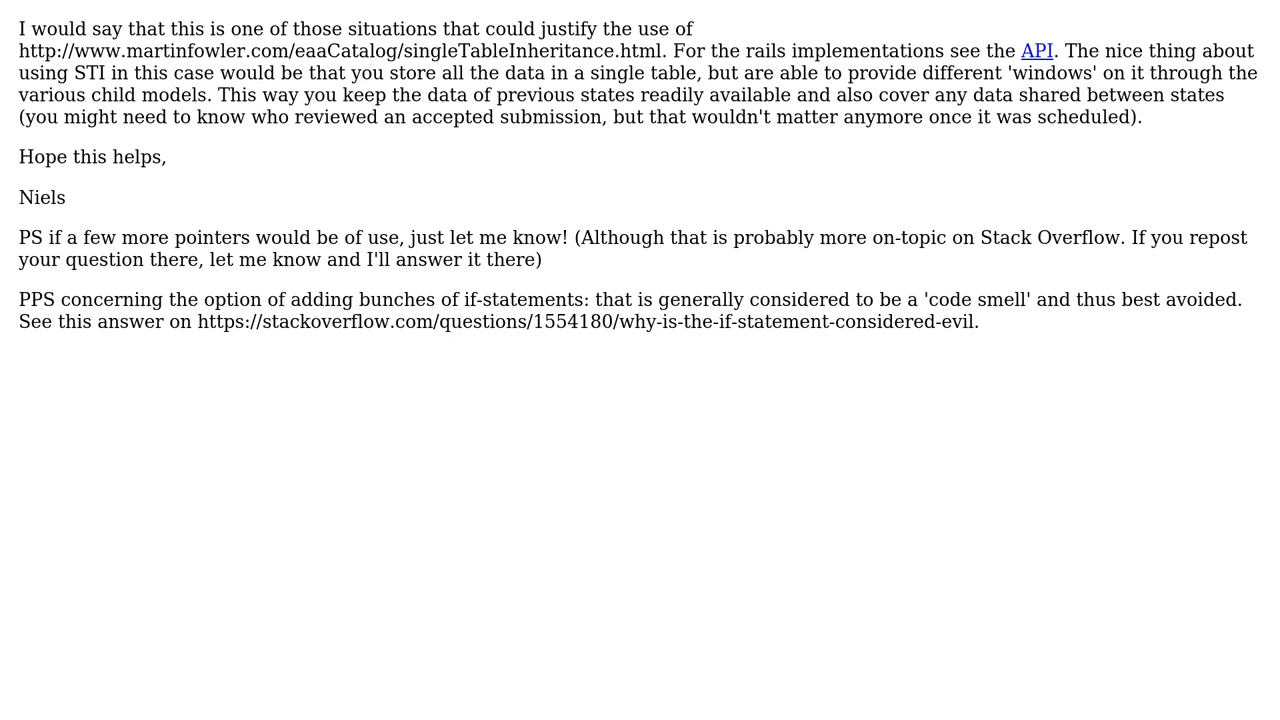 I would say that this is one of those situations that could justify the use of
http://www.martinfowler.com/eaaCatalog/singleTableInheritance.html. For the rails implementations see the API. The nice thing about
using STI in this case would be that you store all the data in a single table, but are able to provide different 'windows' on it through the
various child models. This way you keep the data of previous states readily available and also cover any data shared between states
(you might need to know who reviewed an accepted submission, but that wouldn't matter anymore once it was scheduled).
Hope this helps,
Niels
PS if a few more pointers would be of use, just let me know! (Although that is probably more on-topic on Stack Overflow. If you repost
your question there, let me know and I'll answer it there)
PPS concerning the option of adding bunches of if-statements: that is generally considered to be a 'code smell' and thus best avoided.
See this answer on https://stackoverflow.com/questions/1554180/why-is-the-if-statement-considered-evil.